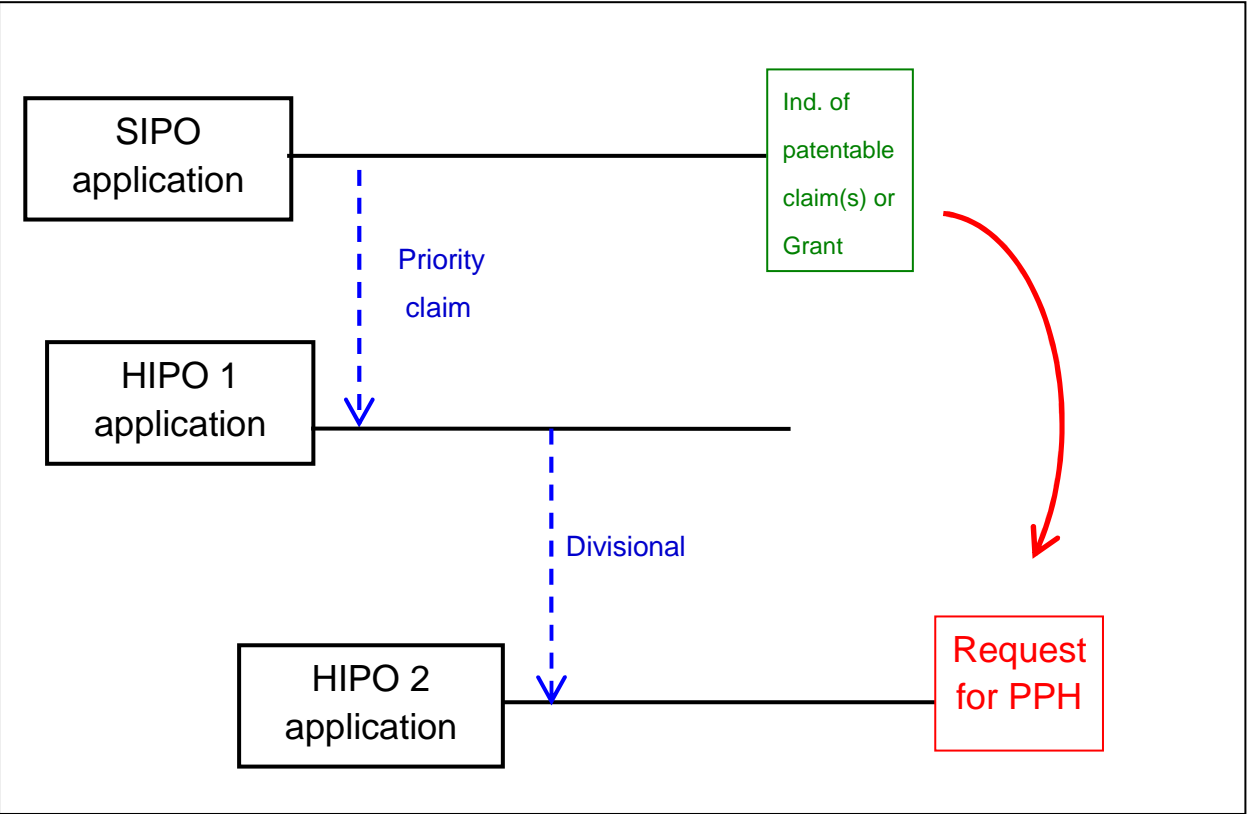 SIPO
application
Ind. of
patentable
claim(s) or
Grant
Priority
claim
HIPO 1
application
Divisional
HIPO 2
application
Request
for PPH